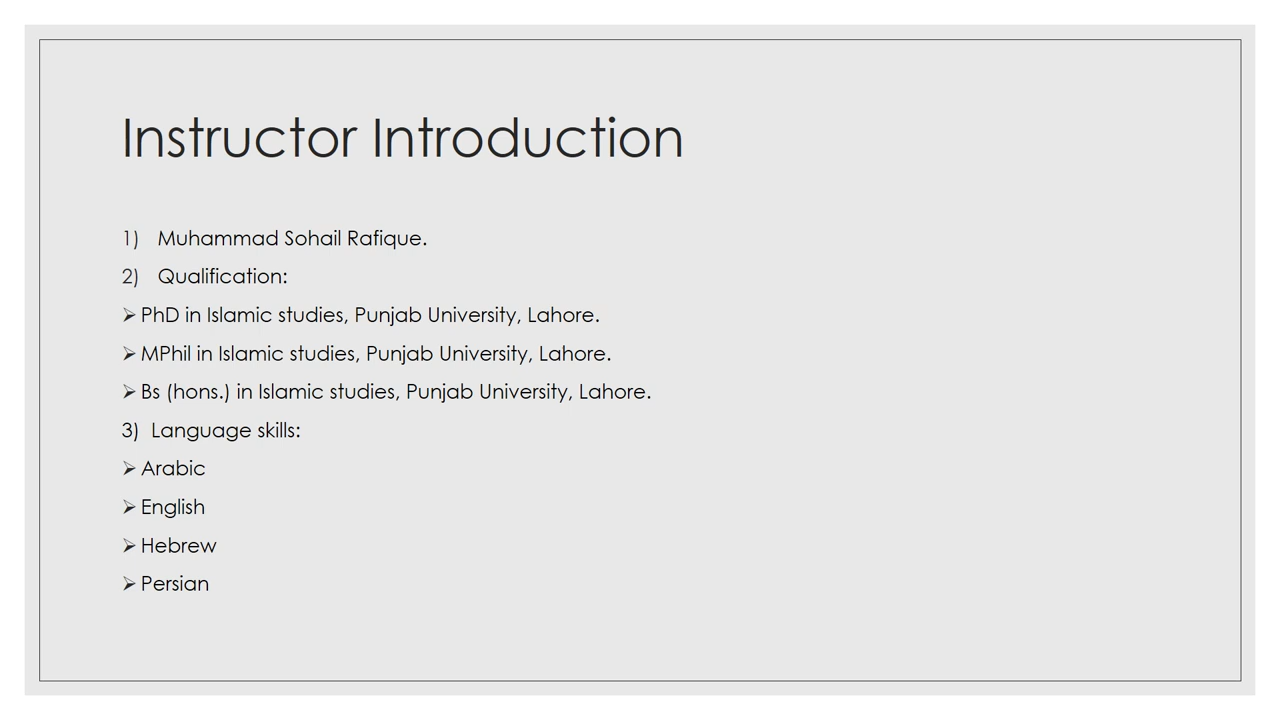 Instructor Introduction
1) Muhammad Sohail Rafique.
2) Qualification:
➢ PhD in Islamic studies, Punjab University, Lahore.
➢ MPhil in Islamic studies, Punjab University, Lahore.
➢ Bs (hons.) in Islamic studies, Punjab University, Lahore.
3) Language skills:
➢ Arabic
➢ English
➢ Hebrew
➢ Persian